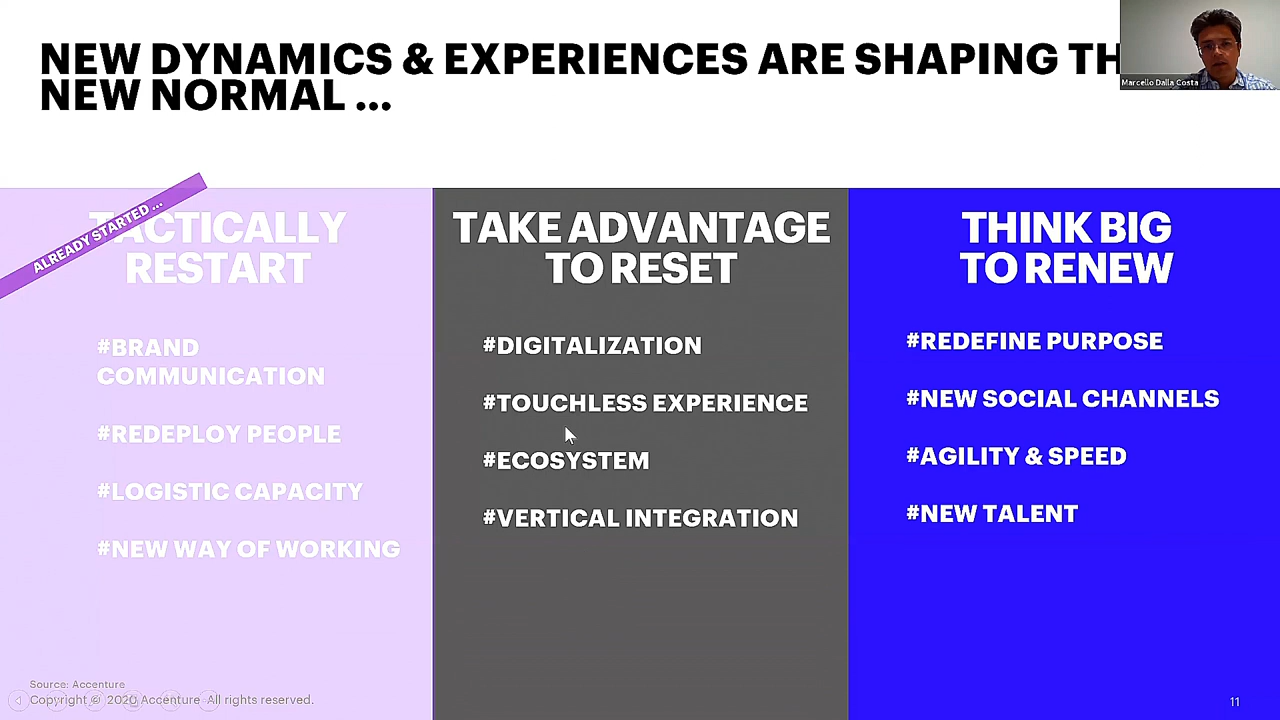 NEW DYNAMICS & EXPERIENCES ARE SHAPING TH
NEW NORMAL ...
Marcello Dalla Costa
ALREADY STARTED ...
TACTICALLY
RESTART
#BRAND
COMMUNICATION
#REDEPLOY PEOPLE
#LOGISTIC CAPACITY
#NEW WAY OF WORKING
TAKE ADVANTAGE
TO RESET
#DIGITALIZATION
#TOUCHLESS EXPERIENCE
#ECOSYSTEM
#VERTICAL INTEGRATION
THINK BIG
TO RENEW
#REDEFINE PURPOSE
#NEW SOCIAL CHANNELS
#AGILITY & SPEED
#NEW TALENT
Source: Accenture
Copyright © 2020 Accenture All rights reserved.
11